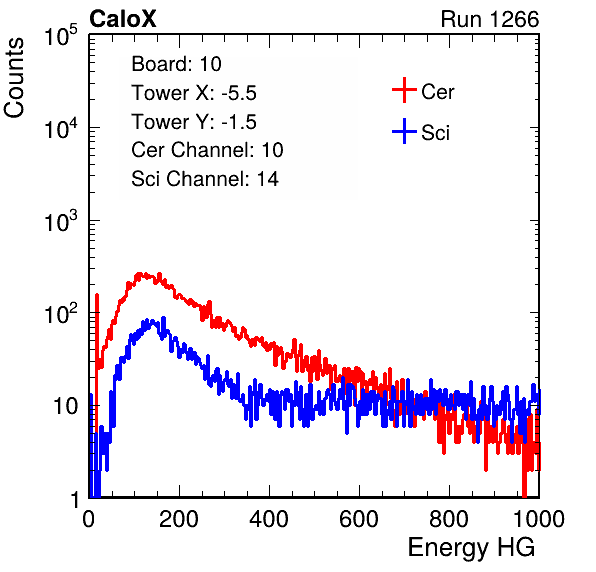 CaloX Run 1266
Counts
10^5
10^4
10^3
10^2
10
1
Board: 10
Tower X: -5.5
Tower Y: -1.5
Cer Channel: 10
Sci Channel: 14
Cer
Sci
0 200 400 600 800 1000
Energy HG